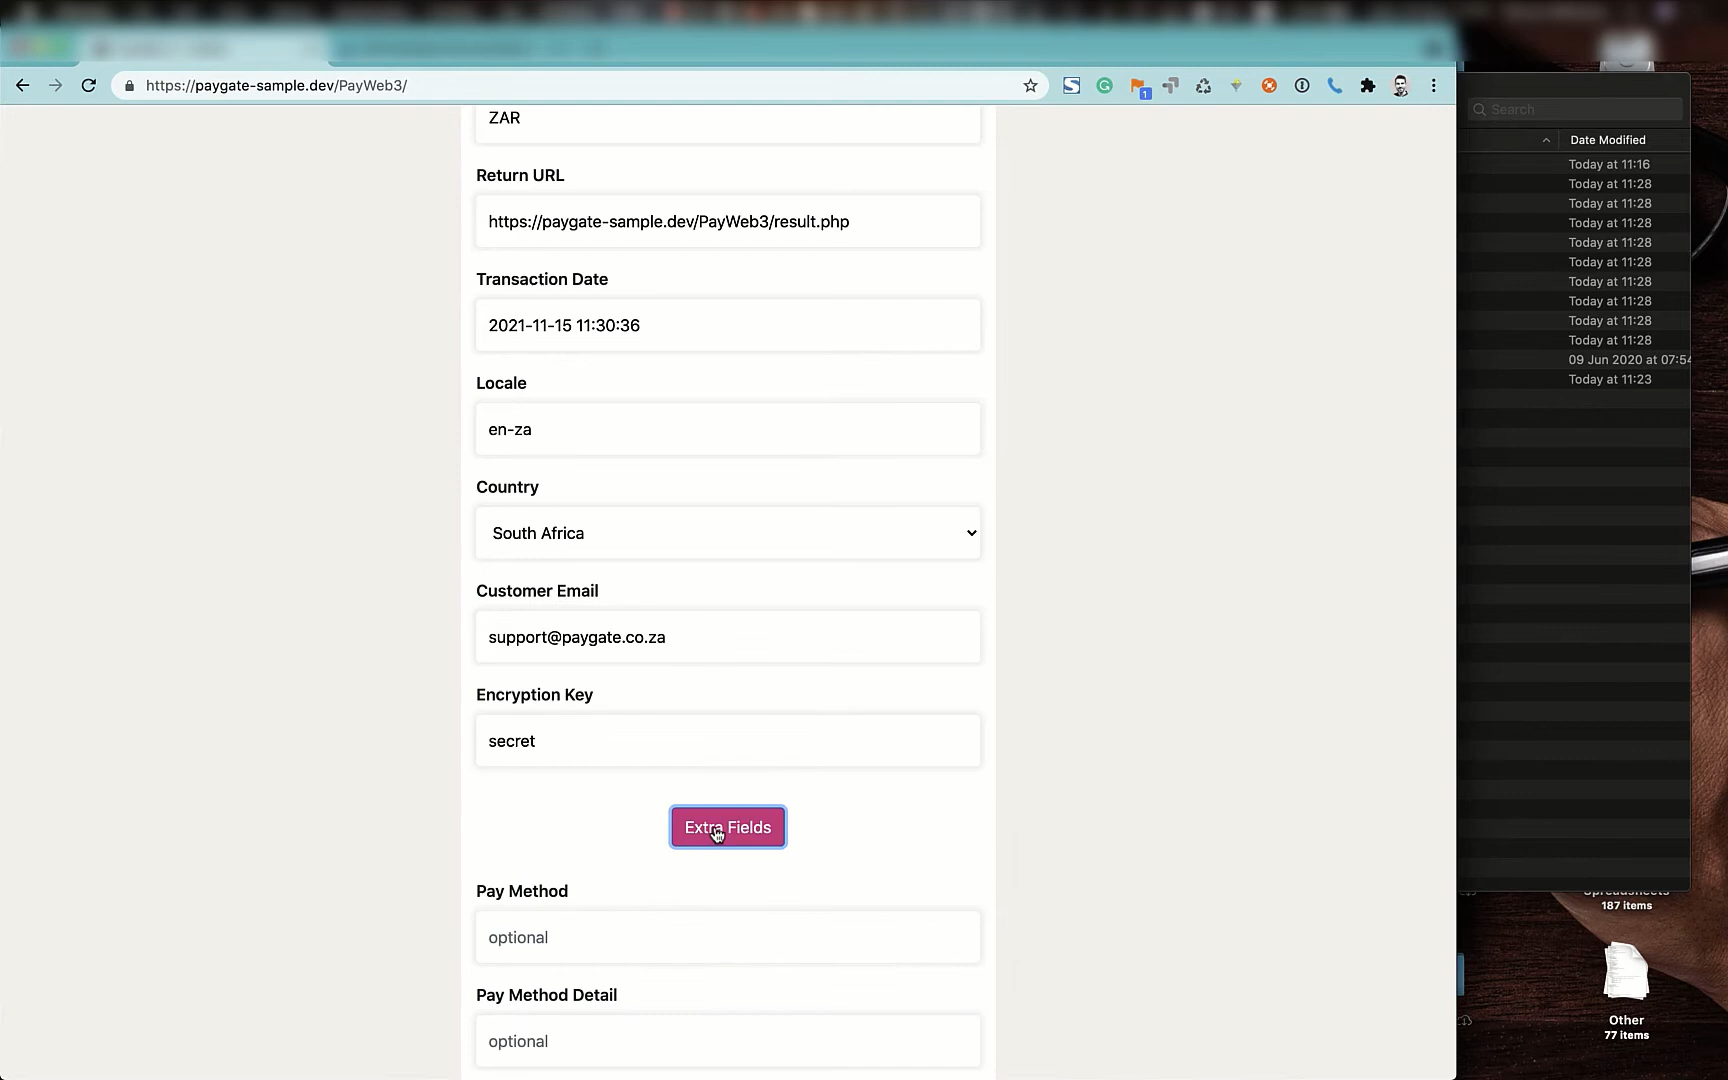 https://paygate-sample.dev/PayWeb3/
1
Search
Date Modified
Today at 11:16
Today at 11:28
Today at 11:28
Today at 11:28
Today at 11:28
Today at 11:28
Today at 11:28
Today at 11:28
Today at 11:28
Today at 11:28
09 Jun 2020 at 07:54
Today at 11:23
ZAR
Return URL
https://paygate-sample.dev/PayWeb3/result.php
Transaction Date
2021-11-15 11:30:36
Locale
en-za
Country
South Africa
Customer Email
support@paygate.co.za
Encryption Key
secret
Extra Fields
Pay Method
optional
Pay Method Detail
optional
Spreadsheets
187 items
Other
77 items